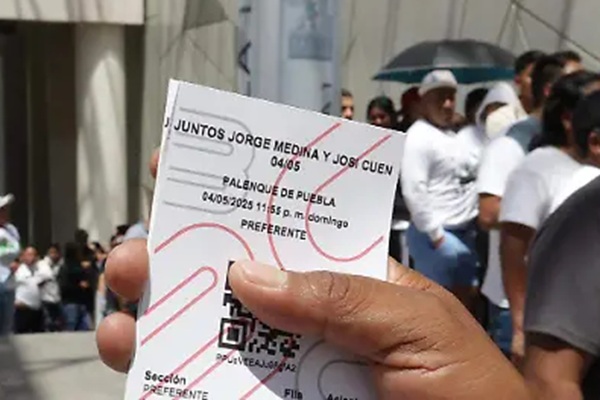 JUNTOS JORGE MEDINA Y JOSI CUEN
04/05
PALENQUE DE PUEBLA
04/05/2025 11:55 p. m. domingo
PREFERENTE
Sección
Fila
PREFERENTE